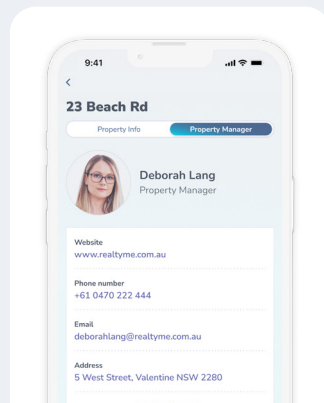 9:41
23 Beach Rd
Property Info
Property Manager
Deborah Lang
Property Manager
Website
www.realtyme.com.au
Phone number
+61 0470 222 444
Email
deborahlang@realtyme.com.au
Address
5 West Street, Valentine NSW 2280